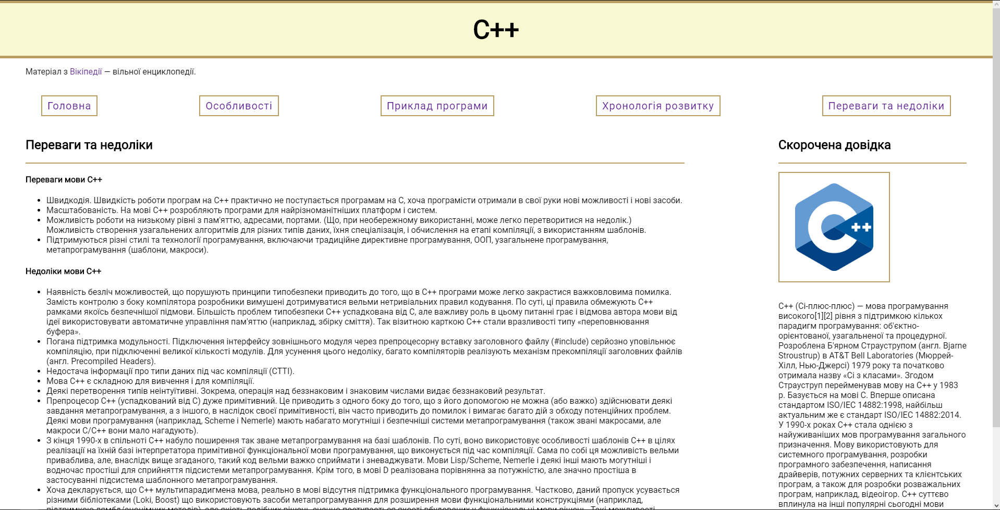 C++
Матеріал з Вікіпедії — вільної енциклопедії.
Головна
Особливості
Приклад програми
Хронологія розвитку
Переваги та недоліки
Переваги та недоліки
Переваги мови C++
Швидкодія. Швидкість роботи програм на C++ практично не поступається програмам на C, хоча програмісти отримали в свої руки нові можливості і нові засоби.
Масштабованість. На мові C++ розробляють програми для найрізноманітніших платформ і систем.
Можливість роботи на низькому рівні з пам'яттю, адресами, портами. (Що, при необережному використанні, може легко перетворитися на недолік.)
Можливість створення узагальнених алгоритмів для різних типів даних, їхня спеціалізація, і обчислення на етапі компіляції, з використанням шаблонів.
Підтримуються різні стилі та технології програмування, включаючи традиційне директивне програмування, ООП, узагальнене програмування,
метапрограмування (шаблони, макроси).
Недоліки мови C++
Наявність безліч можливостей, що порушують принципи типобезпеки приводить до того, що в C++ програми може легко закрастися важковловима помилка.
Замість контролю з боку компілятора розробники вимушені дотримуватися вельми нетривіальних правил кодування. По суті, ці правила обмежують C++
рамками якоїсь безпечнішої підмови. Більшість проблем типобезпеки C++ успадкована від C, але важливу роль в цьому питанні грає і відмова автора мови від
ідеї використовувати автоматичне управління пам'яттю (наприклад, збірку сміття). Так візитною карткою C++ стали вразливості типу «переповнювання
буфера».
Погана підтримка модульності. Підключення інтерфейсу зовнішнього модуля через препроцесорну вставку заголовного файлу (#include) серйозно уповільнює
компіляцію, при підключенні великої кількості модулів. Для усунення цього недоліку, багато компіляторів реалізують механізм прекомпіляції заголовних файлів
(англ. Precompiled Headers).
Недостача інформації про типи даних під час компіляції (CTTI).
Мова C++ є складною для вивчення і для компіляції.
Деякі перетворення типів неінтуїтивні. Зокрема, операція над беззнаковим і знаковим числами видає беззнаковий результат.
Препроцесор C++ (успадкований від C) дуже примітивний. Це приводить з одного боку до того, що з його допомогою не можна (або важко) здійснювати деякі
завдання метапрограмування, а з іншого, в наслідок своєї примітивності, він часто приводить до помилок і вимагає багато дій з обходу потенційних проблем.
Деякі мови програмування (наприклад, Scheme і Nemerle) мають набагато могутніші і безпечніші системи метапрограмування (також звані макросами, але
макроси C/C++ вони мало нагадують).
З кінця 1990-х в спільноті C++ набуло поширення так зване метапрограмування на базі шаблонів. По суті, воно використовує особливості шаблонів C++ в цілях
реалізації на їхній базі інтерпретатора примітивної функціональної мови програмування, що виконується під час компіляції. Сама по собі ця можливість вельми
приваблива, але, внаслідк вище згаданого, такий код вельми важко сприймати і зневаджувати. Мови Lisp/Scheme, Nemerle і деякі інші мають могутніші і
водночас простіші для сприйняття підсистеми метапрограмування. Крім того, в мові D реалізована порівнянна за потужністю, але значно простіша в
застосуванні підсистема шаблонного метапрограмування.
Хоча декларується, що C++ мультипарадигмена мова, реально в мові відсутня підтримка функціонального програмування. Частково, даний пропуск усувається
різними бібліотеками (Loki, Boost) що використовують засоби метапрограмування для розширення мови функціональними конструкціями (наприклад,
підтримкою лямбд/анонімних методів), але якість подібних рішень значно поступається якості вбудованих у функціональні мови рішень. Такі можливості
Скорочена довідка
C++
C++ (Сі-плюс-плюс) — мова програмування
високого[1][2] рівня з підтримкою кількох
парадигм програмування: об'єктно-
орієнтованої, узагальненої та процедурної.
Розроблена Б'ярном Страуструпом (англ. Bjarne
Stroustrup) в AT&T Bell Laboratories (Мюррей-
Хілл, Нью-Джерсі) 1979 року та початково
отримала назву «Сі з класами». Згодом
Страуструп перейменував мову на C++ у 1983
р. Базується на мові C. Вперше описана
стандартом ISO/IEC 14882:1998, найбільш
актуальним же є стандарт ISO/IEC 14882:2014.
У 1990-х роках C++ стала однією з
найуживаніших мов програмування загального
призначення. Мову використовують для
системного програмування, розробки
програмного забезпечення, написання
драйверів, потужних серверних та клієнтських
програм, а також для розробки розважальних
програм, наприклад, відеоігор. C++ суттєво
вплинула на інші популярні сьогодні мови